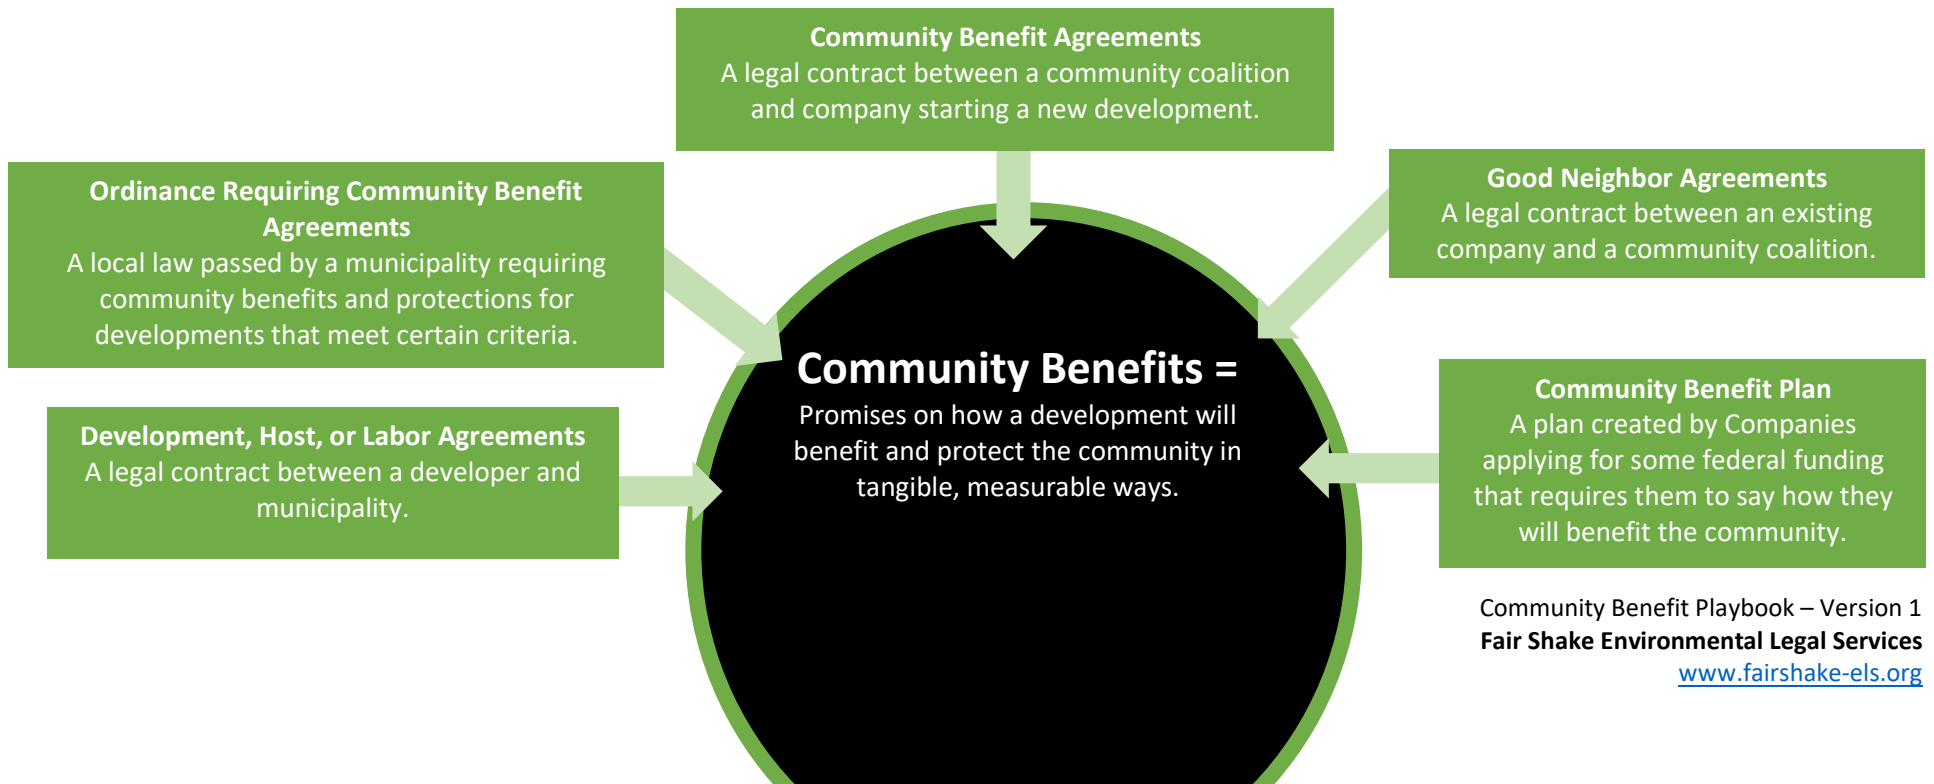 Community Benefit Agreements
A legal contract between a community coalition
and company starting a new development.
Ordinance Requiring Community Benefit
Agreements
A local law passed by a municipality requiring
community benefits and protections for
developments that meet certain criteria.
Good Neighbor Agreements
A legal contract between an existing
company and a community coalition.
Development, Host, or Labor Agreements
A legal contract between a developer and
municipality.
Community Benefits =
Promises on how a development will
benefit and protect the community in
tangible, measurable ways.
Community Benefit Plan
A plan created by Companies
applying for some federal funding
that requires them to say how they
will benefit the community.
Community Benefit Playbook – Version 1
Fair Shake Environmental Legal Services
www.fairshake-els.org